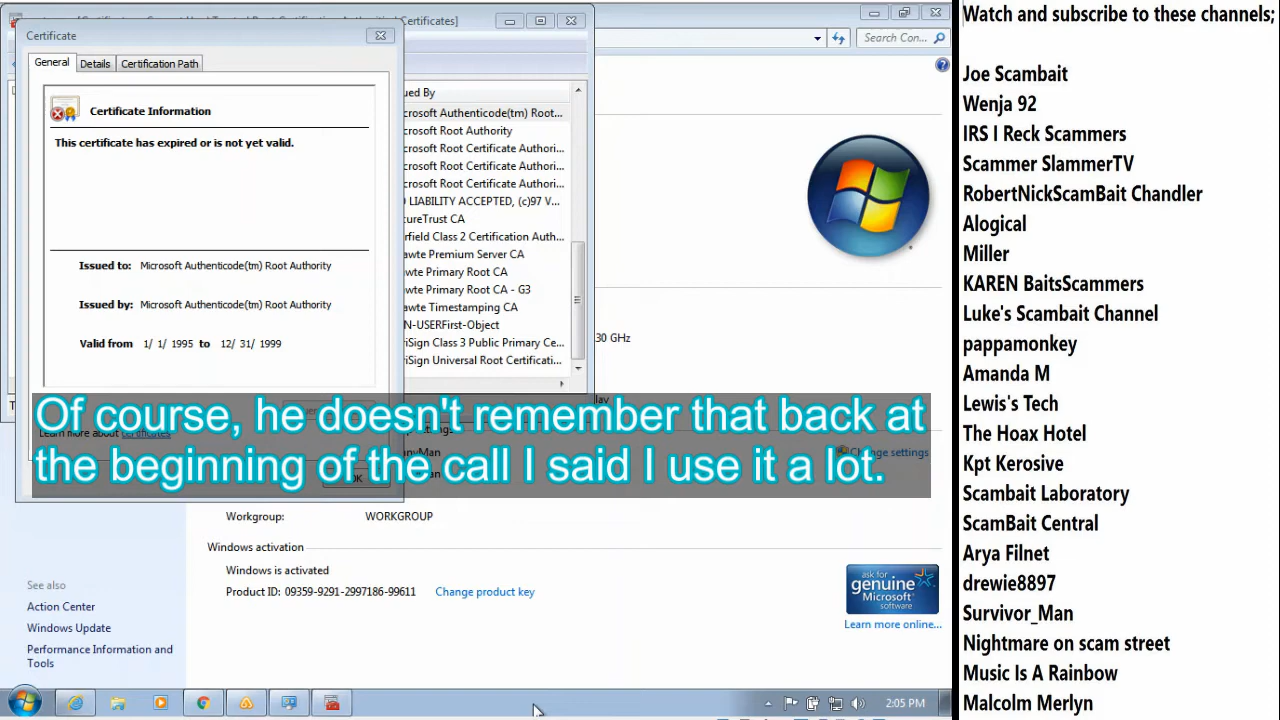 Certificates]
Certificate
Search Con...
General
Details
Certification Path
Certificate Information
This certificate has expired or is not yet valid.
Issued to: Microsoft Authenticode(tm) Root Authority
Issued by: Microsoft Authenticode(tm) Root Authority
Valid from 1/ 1/ 1995 to 12/ 31/ 1999
ued By
crosoft Authenticode(tm) Root...
crosoft Root Authority
crosoft Root Certificate Authori...
crosoft Root Certificate Authori...
crosoft Root Certificate Authori...
LIABILITY ACCEPTED, (c)97 V...
cureTrust CA
rfield Class 2 Certification Auth...
awte Premium Server CA
awte Primary Root CA
awte Primary Root CA - G3
awte Timestamping CA
N-USERFirst-Object
riSign Class 3 Public Primary Ce...
riSign Universal Root Certificati...
30 GHz
Of course, he doesn't remember that back at
the beginning of the call I said I use it a lot.
Learn more about certificates
Change settings
OK
Workgroup: WORKGROUP
Windows activation
Windows is activated
Product ID: 09359-9291-2997186-99611 Change product key
See also
Action Center
Windows Update
Performance Information and
Tools
ask for
genuine
Microsoft
software
Learn more online...
2:05 PM
Watch and subscribe to these channels;
Joe Scambait
Wenja 92
IRS I Reck Scammers
Scammer SlammerTV
RobertNickScamBait Chandler
Alogical
Miller
KAREN BaitsScammers
Luke's Scambait Channel
pappamonkey
Amanda M
Lewis's Tech
The Hoax Hotel
Kpt Kerosive
Scambait Laboratory
ScamBait Central
Arya Filnet
drewie8897
Survivor_Man
Nightmare on scam street
Music Is A Rainbow
Malcolm Merlyn